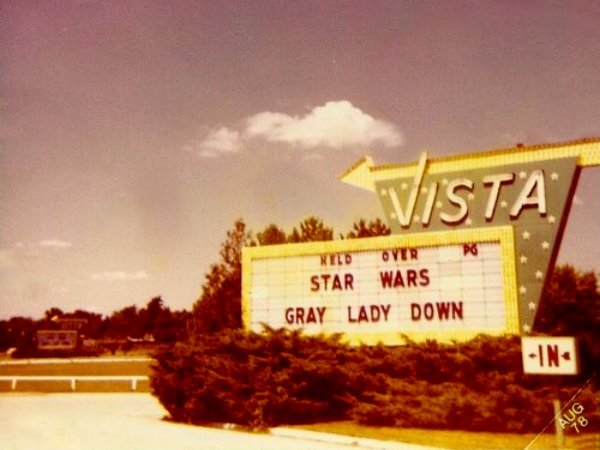 VISTA
HELD OVER PG
STAR WARS
GRAY LADY DOWN
IN
AUG
78